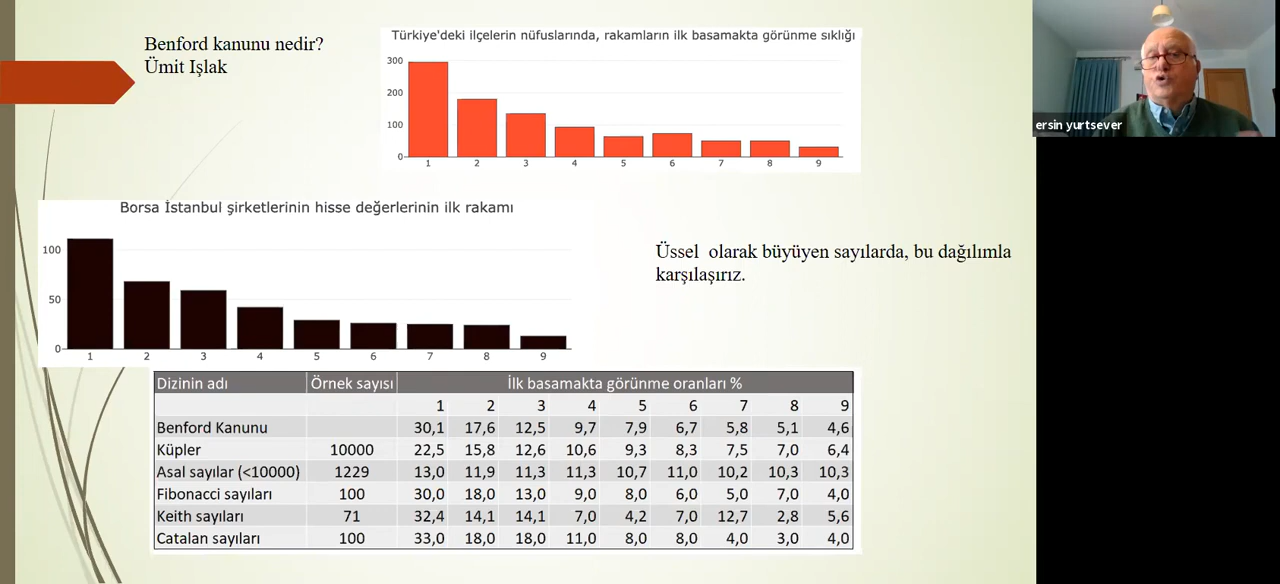 Benford kanunu nedir?
Ümit Işlak
Türkiye'deki ilçelerin nüfuslarında, rakamların ilk basamakta görünme sıklığı
300
200
100
0
1 2 3 4 5 6 7 8 9
ersin yurtsever
Borsa İstanbul şirketlerinin hisse değerlerinin ilk rakamı
100
50
0
1 2 3 4 5 6 7 8 9
Üssel olarak büyüyen sayılarda, bu dağılımla
karşılaşırız.
Dizinin adı Örnek sayısı İlk basamakta görünme oranları %
1 2 3 4 5 6 7 8 9
Benford Kanunu 30,1 17,6 12,5 9,7 7,9 6,7 5,8 5,1 4,6
Küpler 10000 22,5 15,8 12,6 10,6 9,3 8,3 7,5 7,0 6,4
Asal sayılar (<10000) 1229 13,0 11,9 11,3 11,3 10,7 11,0 10,2 10,3 10,3
Fibonacci sayıları 100 30,0 18,0 13,0 9,0 8,0 6,0 5,0 7,0 4,0
Keith sayıları 71 32,4 14,1 14,1 7,0 4,2 7,0 12,7 2,8 5,6
Catalan sayıları 100 33,0 18,0 18,0 11,0 8,0 8,0 4,0 3,0 4,0